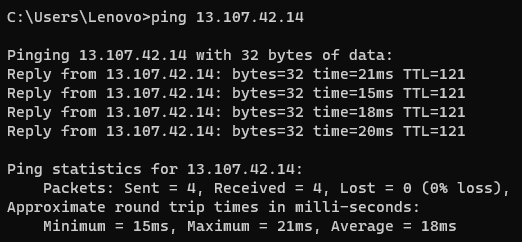 C:\Users\Lenovo>ping 13.107.42.14
Pinging 13.107.42.14 with 32 bytes of data:
Reply from 13.107.42.14: bytes=32 time=21ms TTL=121
Reply from 13.107.42.14: bytes=32 time=15ms TTL=121
Reply from 13.107.42.14: bytes=32 time=18ms TTL=121
Reply from 13.107.42.14: bytes=32 time=20ms TTL=121
Ping statistics for 13.107.42.14:
    Packets: Sent = 4, Received = 4, Lost = 0 (0% loss),
Approximate round trip times in milli-seconds:
    Minimum = 15ms, Maximum = 21ms, Average = 18ms